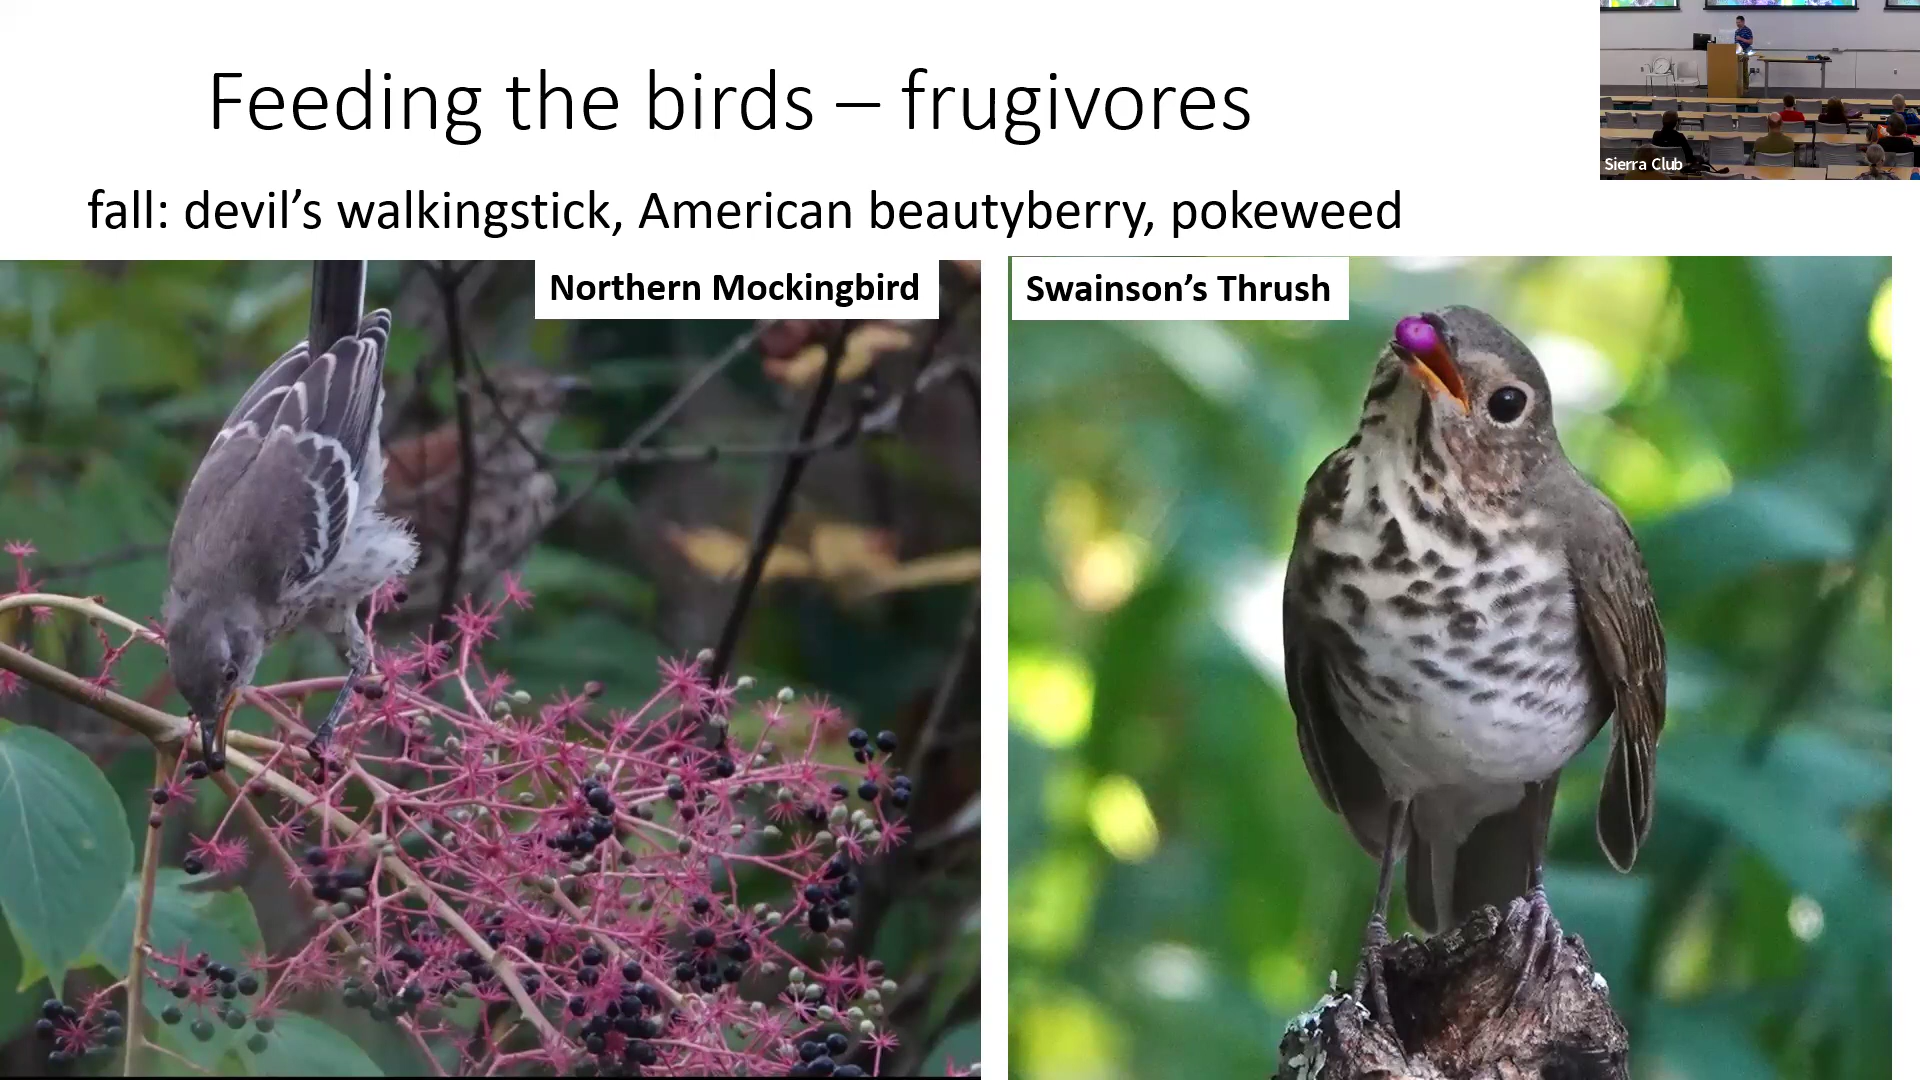 Feeding the birds – frugivores
Sierra Club
fall: devil’s walkingstick, American beautyberry, pokeweed
Northern Mockingbird
Swainson’s Thrush